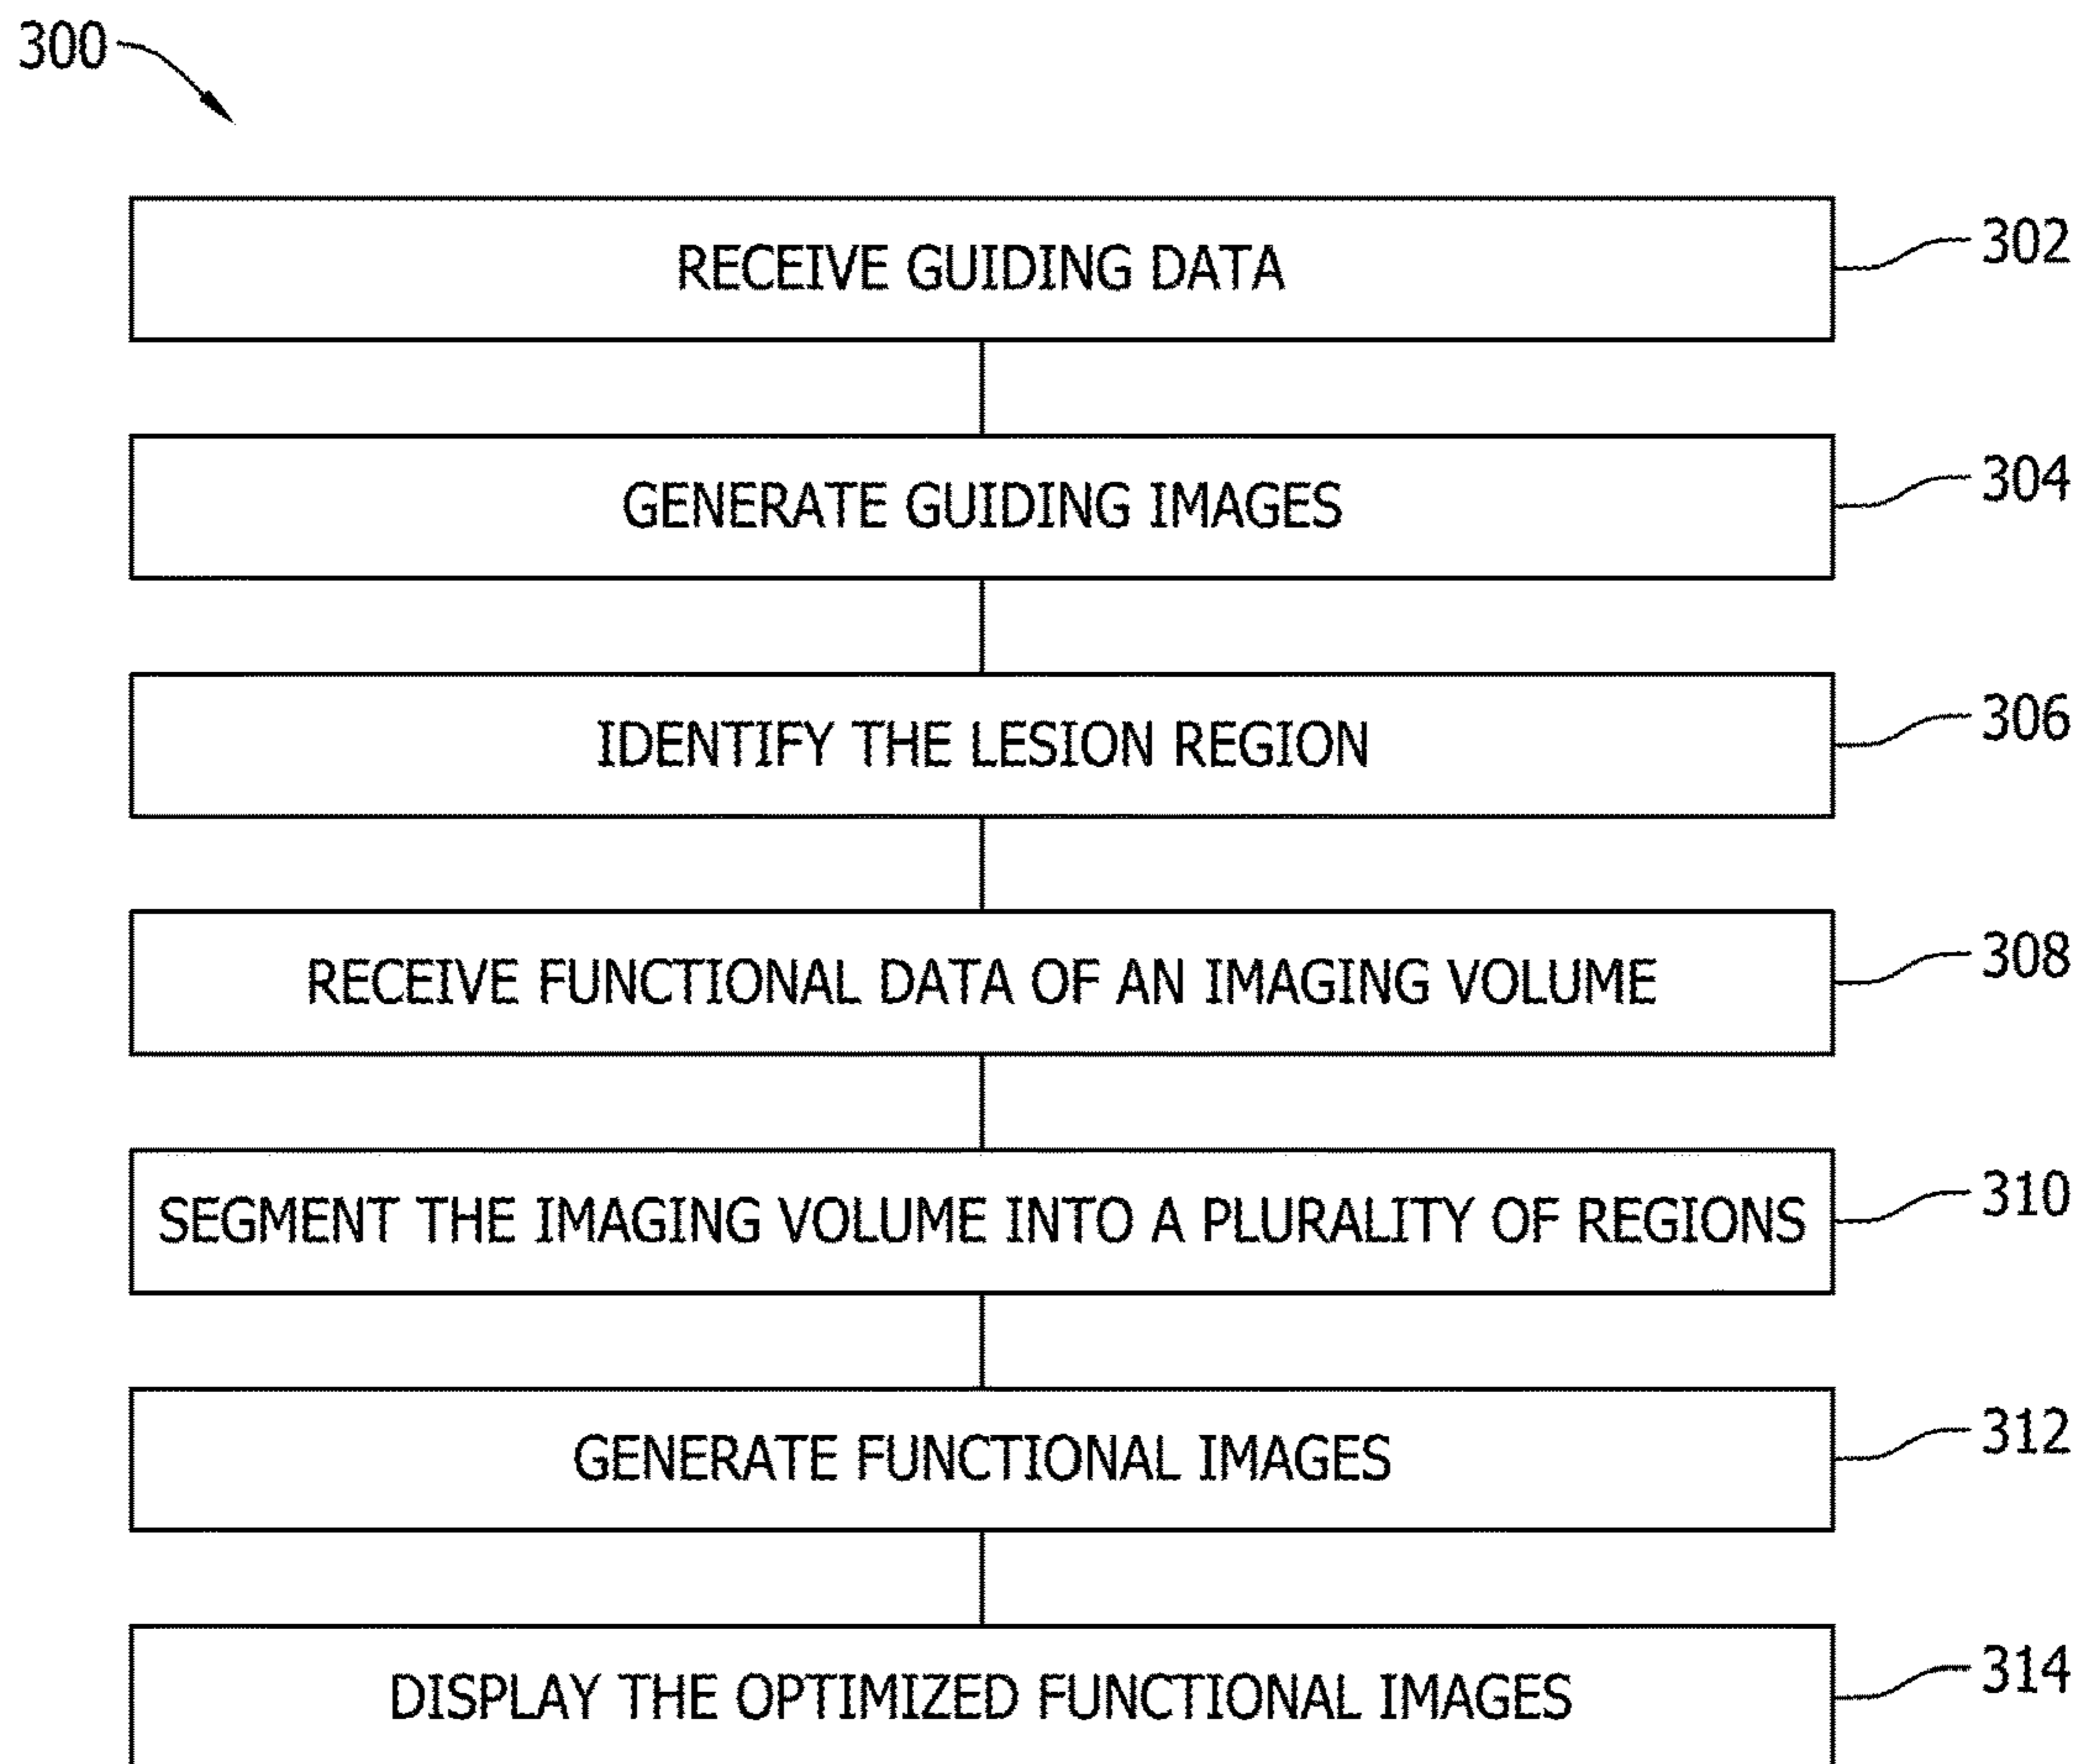 300
RECEIVE GUIDING DATA 302
GENERATE GUIDING IMAGES 304
IDENTIFY THE LESION REGION 306
RECEIVE FUNCTIONAL DATA OF AN IMAGING VOLUME 308
SEGMENT THE IMAGING VOLUME INTO A PLURALITY OF REGIONS 310
GENERATE FUNCTIONAL IMAGES 312
DISPLAY THE OPTIMIZED FUNCTIONAL IMAGES 314